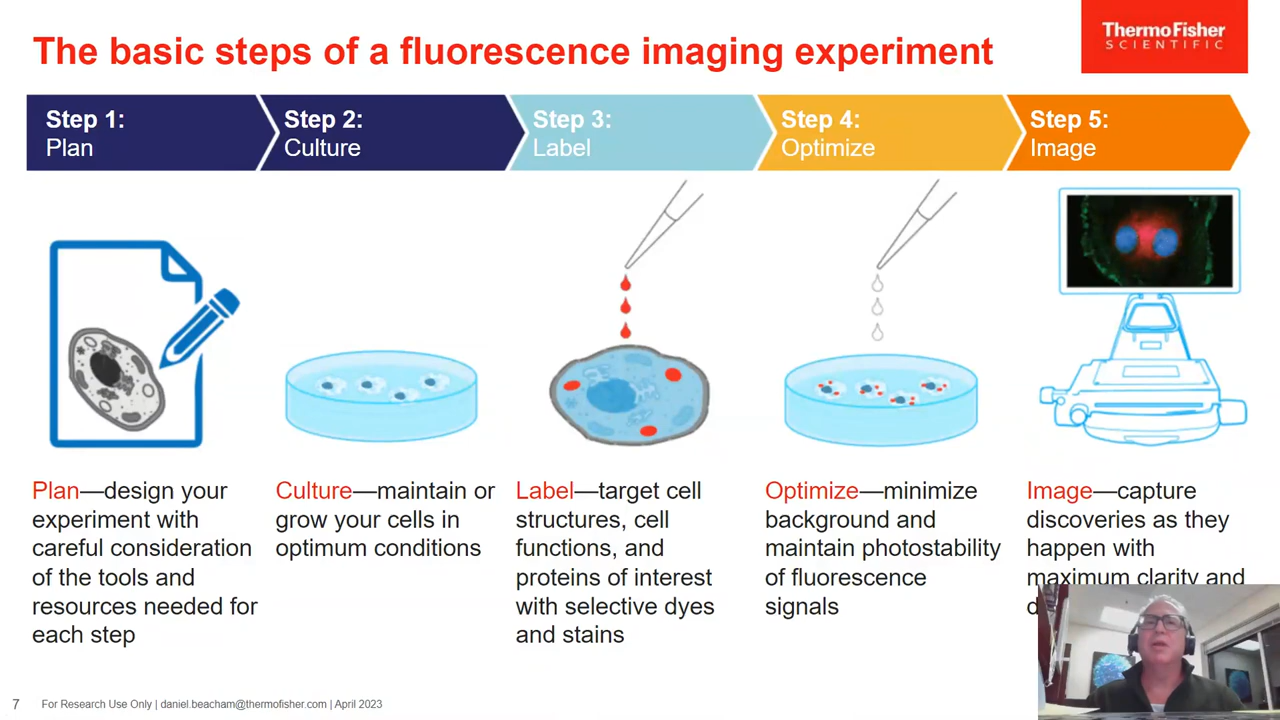 The basic steps of a fluorescence imaging experiment
ThermoFisher
SCIENTIFIC
Step 1:
Plan
Step 2:
Culture
Step 3:
Label
Step 4:
Optimize
Step 5:
Image
Plan—design your
experiment with
careful consideration
of the tools and
resources needed for
each step
Culture—maintain or
grow your cells in
optimum conditions
Label—target cell
structures, cell
functions, and
proteins of interest
with selective dyes
and stains
Optimize—minimize
background and
maintain photostability
of fluorescence
signals
Image—capture
discoveries as they
happen with
maximum clarity and
7
For Research Use Only | daniel.beacham@thermofisher.com | April 2023